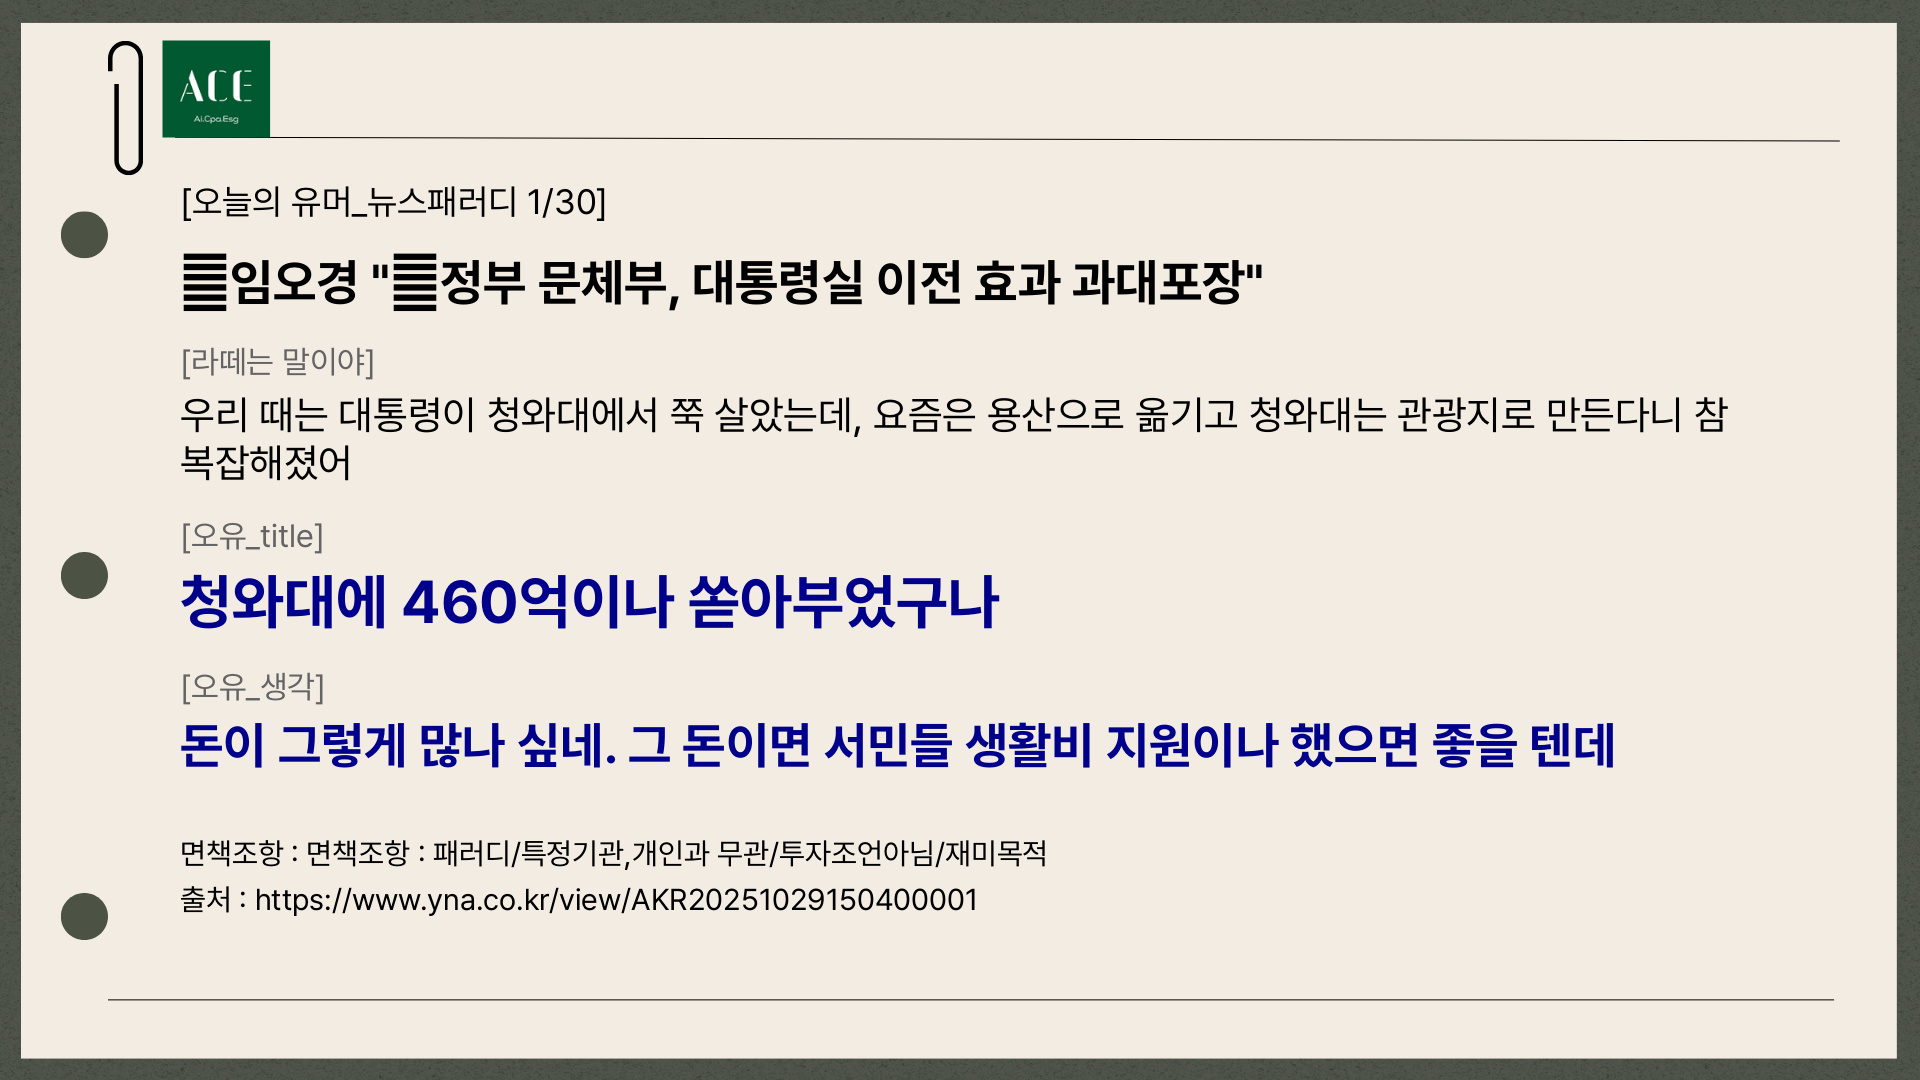 ACE
Ai.Cpa.Esg
[오늘의 유머_뉴스패러디 1/30]
임오경 "정부 문체부, 대통령실 이전 효과 과대포장"
[라떼는 말이야]
우리 때는 대통령이 청와대에서 쭉 살았는데, 요즘은 용산으로 옮기고 청와대는 관광지로 만든다니 참
복잡해졌어
[오유_title]
청와대에 460억이나 쏟아부었구나
[오유_생각]
돈이 그렇게 많나 싶네. 그 돈이면 서민들 생활비 지원이나 했으면 좋을 텐데
면책조항 : 면책조항 : 패러디/특정기관,개인과 무관/투자조언아님/재미목적
출처 : https://www.yna.co.kr/view/AKR20251029150400001